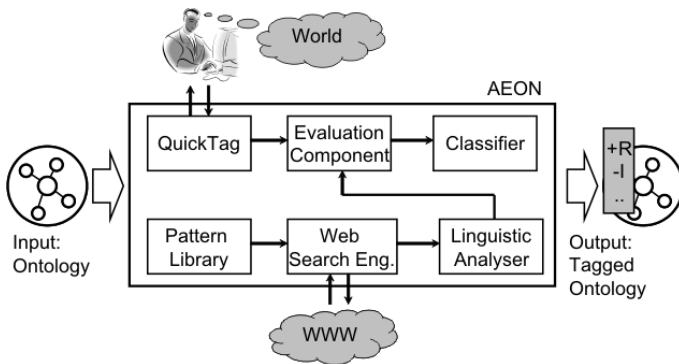 World
AEON
QuickTag
Evaluation
Component
Classifier
+R
-I
..
Input:
Ontology
Pattern
Library
Web
Search Eng.
Linguistic
Analyser
Output:
Tagged
Ontology
WWW